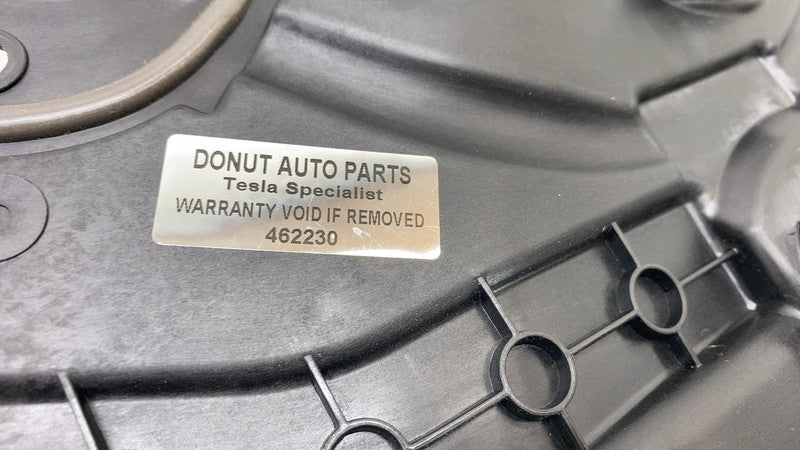 DONUT AUTO PARTS
Tesla Specialist
WARRANTY VOID IF REMOVED
462230